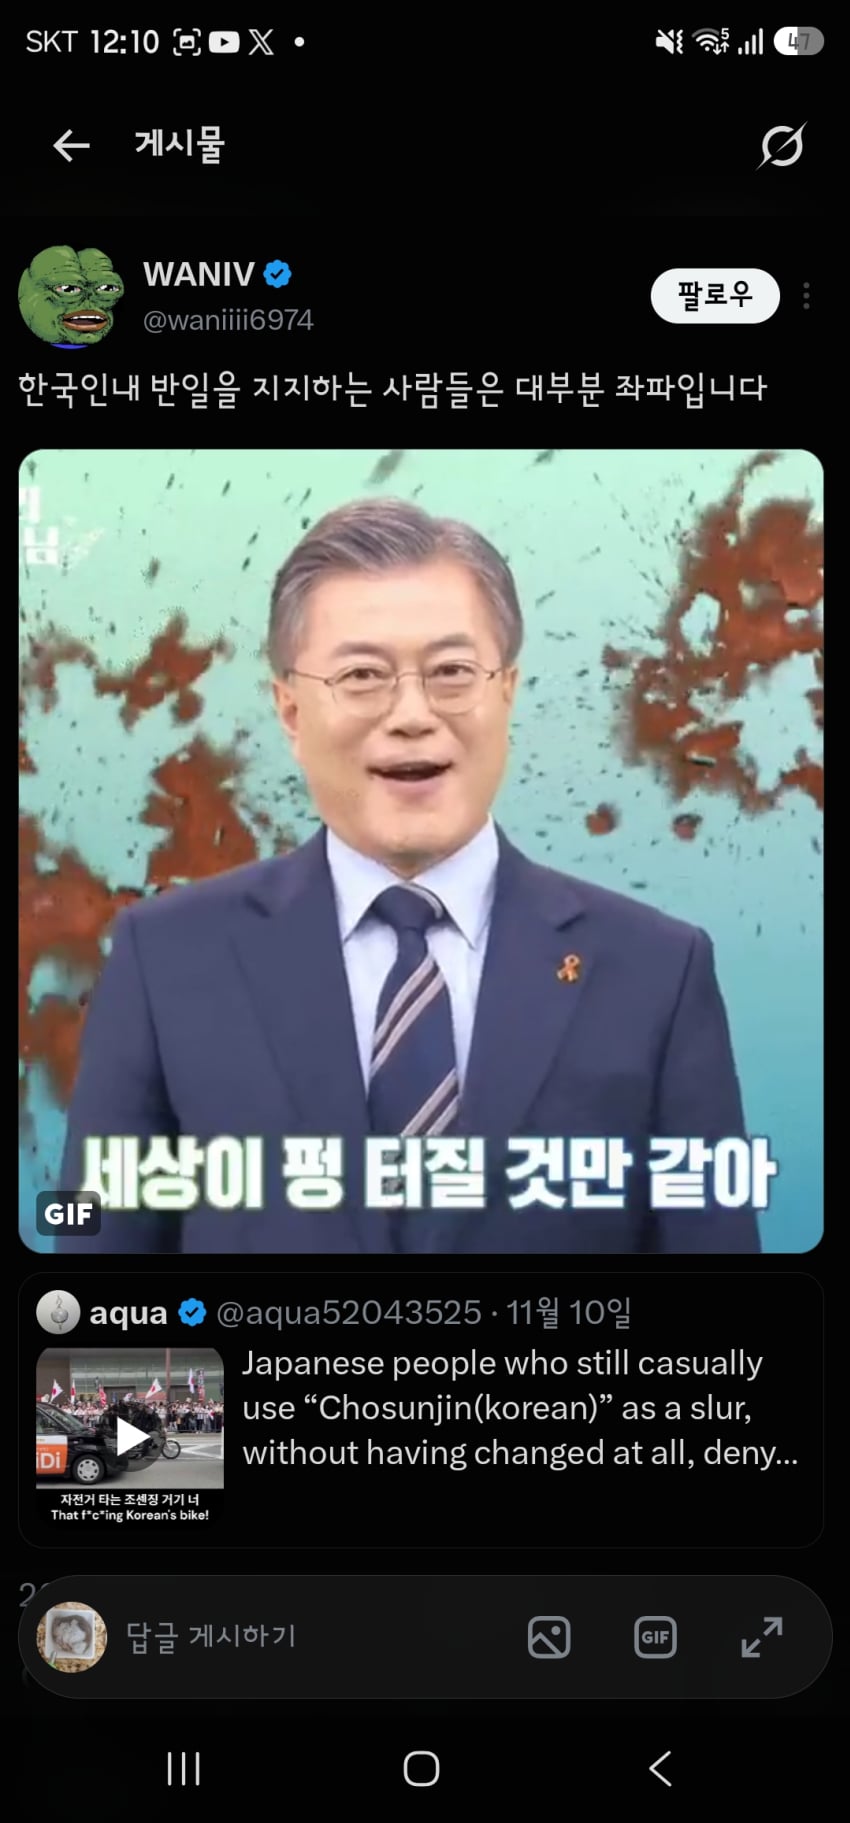 SKT 12:10
47
게시물
WANIV
@waniiii6974
팔로우
한국인내 반일을 지지하는 사람들은 대부분 좌파입니다
님
세상이 펑 터질 것만 같아
GIF
aqua @aqua52043525 · 11월 10일
Japanese people who still casually
use “Chosunjin(korean)” as a slur,
without having changed at all, deny...
iDi
자전거 타는 조센징 거기 너
That f*c*ing Korean's bike!
답글 게시하기
GIF